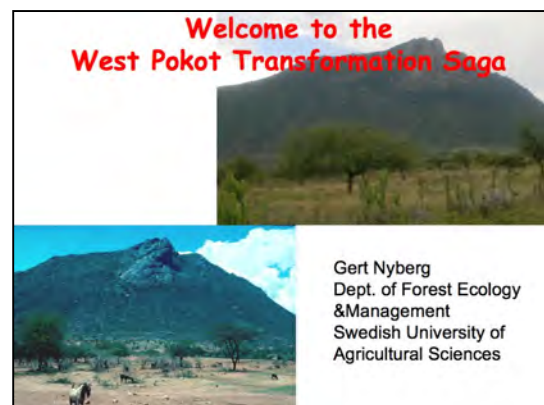 Welcome to the
West Pokot Transformation Saga
Gert Nyberg
Dept. of Forest Ecology
&Management
Swedish University of
Agricultural Sciences